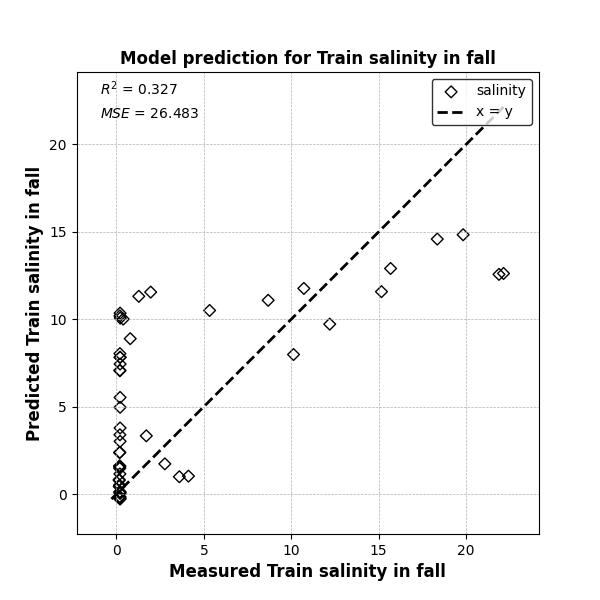 Model prediction for Train salinity in fall
R² = 0.327
MSE = 26.483
salinity
x = y
Predicted Train salinity in fall
20
15
10
5
0
0 5 10 15 20
Measured Train salinity in fall